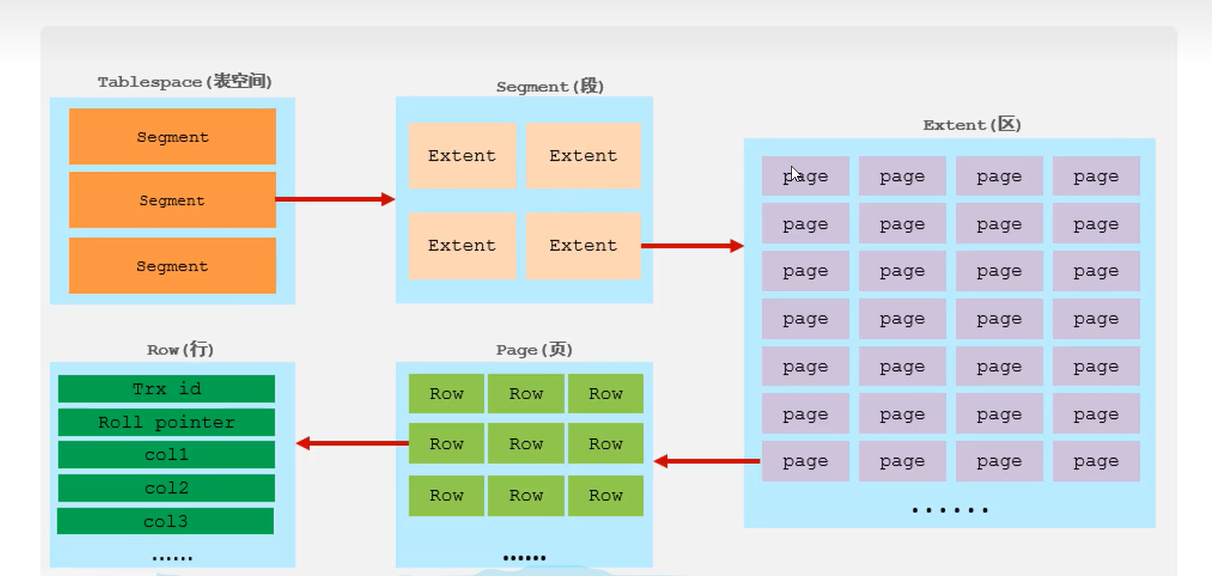 Tablespace(表空间)
Segment
Segment
Segment
Segment(段)
Extent Extent
Extent Extent
Extent(区)
page page page page
page page page page
page page page page
page page page page
page page page page
page page page page
page page page page
......
Row(行)
Trx id
Roll pointer
col1
col2
col3
......
Page(页)
Row Row Row
Row Row Row
Row Row Row
......